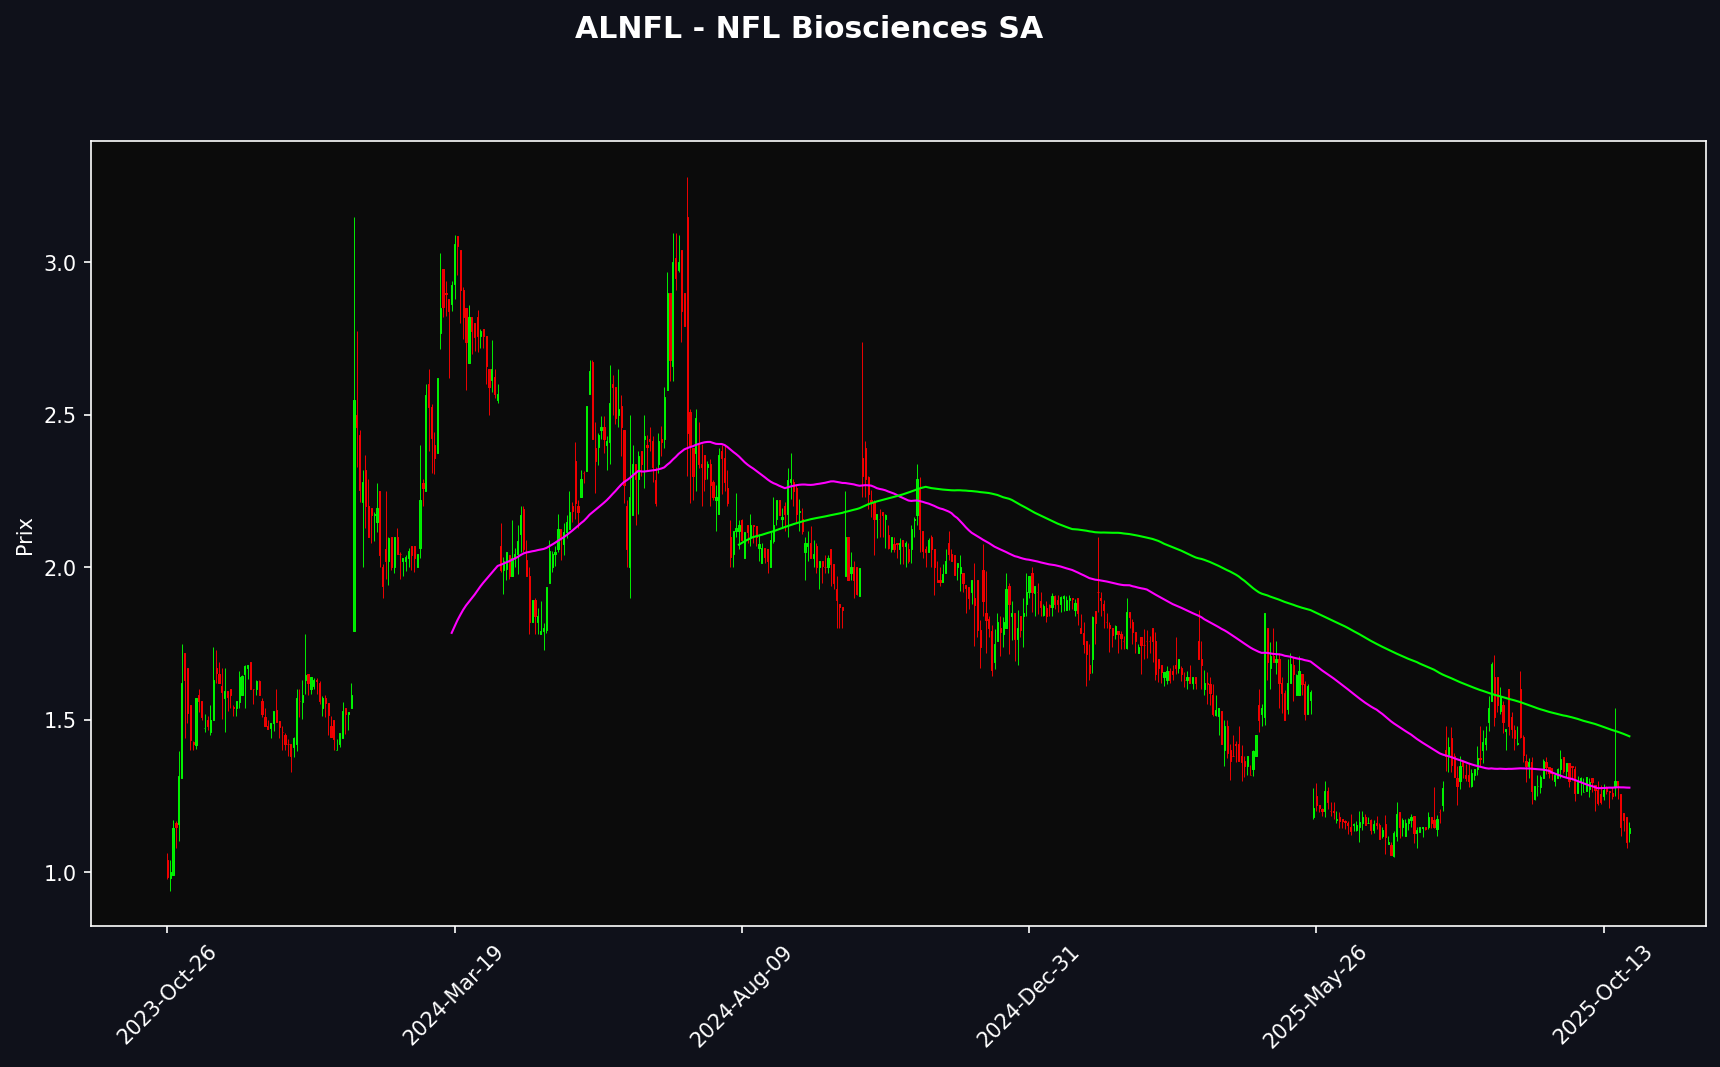 ALNFL - NFL Biosciences SA
Prix
3.0
2.5
2.0
1.5
1.0
2023-Oct-26
2024-Mar-19
2024-Aug-09
2024-Dec-31
2025-May-26
2025-Oct-13